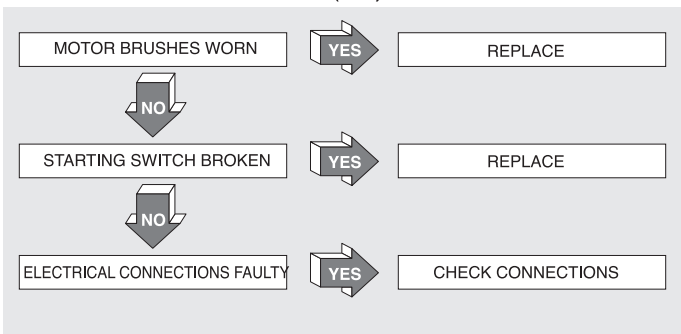 MOTOR BRUSHES WORN YES REPLACE
NO
STARTING SWITCH BROKEN YES REPLACE
NO
ELECTRICAL CONNECTIONS FAULTY YES CHECK CONNECTIONS